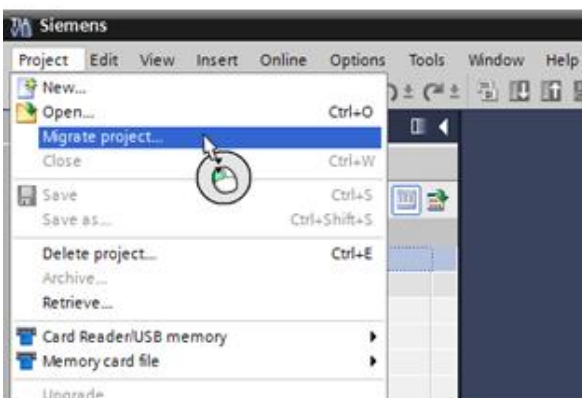 Siemens
Project Edit View Insert Online Options Tools Window Help
New...
Open... Ctrl+O
Migrate project...
Close Ctrl+W
Save Ctrl+S
Save as... Ctrl+Shift+S
Delete project... Ctrl+E
Archive...
Retrieve...
Card Reader/USB memory
Memory card file
Upgrade